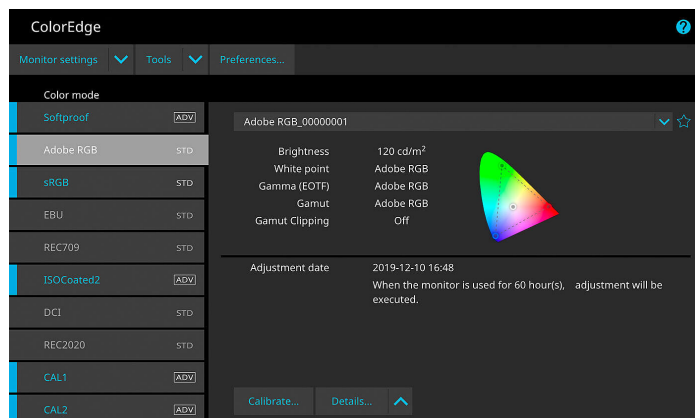 ColorEdge
Monitor settings Tools Preferences...
Color mode
Softproof ADV
Adobe RGB STD
sRGB STD
EBU STD
REC709 STD
ISOCoated2 ADV
DCI STD
REC2020 STD
CAL1 ADV
CAL2 ADV
Adobe RGB_00000001
Brightness 120 cd/m²
White point Adobe RGB
Gamma (EOTF) Adobe RGB
Gamut Adobe RGB
Gamut Clipping Off
Adjustment date 2019-12-10 16:48
When the monitor is used for 60 hour(s), adjustment will be
executed.
Calibrate... Details...